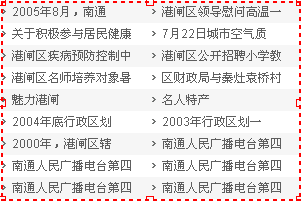 2005年8月，南通
港闸区领导慰问高温一
关于积极参与居民健康
7月22日城市空气质
港闸区疾病预防控制中
港闸区公开招聘小学教
港闸区名师培养对象暑
区财政局与秦灶袁桥村
魅力港闸
名人特产
2004年底行政区划
2003年行政区划一
2000年，港闸区辖
南通人民广播电台第四
南通人民广播电台第四
南通人民广播电台第四
南通人民广播电台第四
南通人民广播电台第四